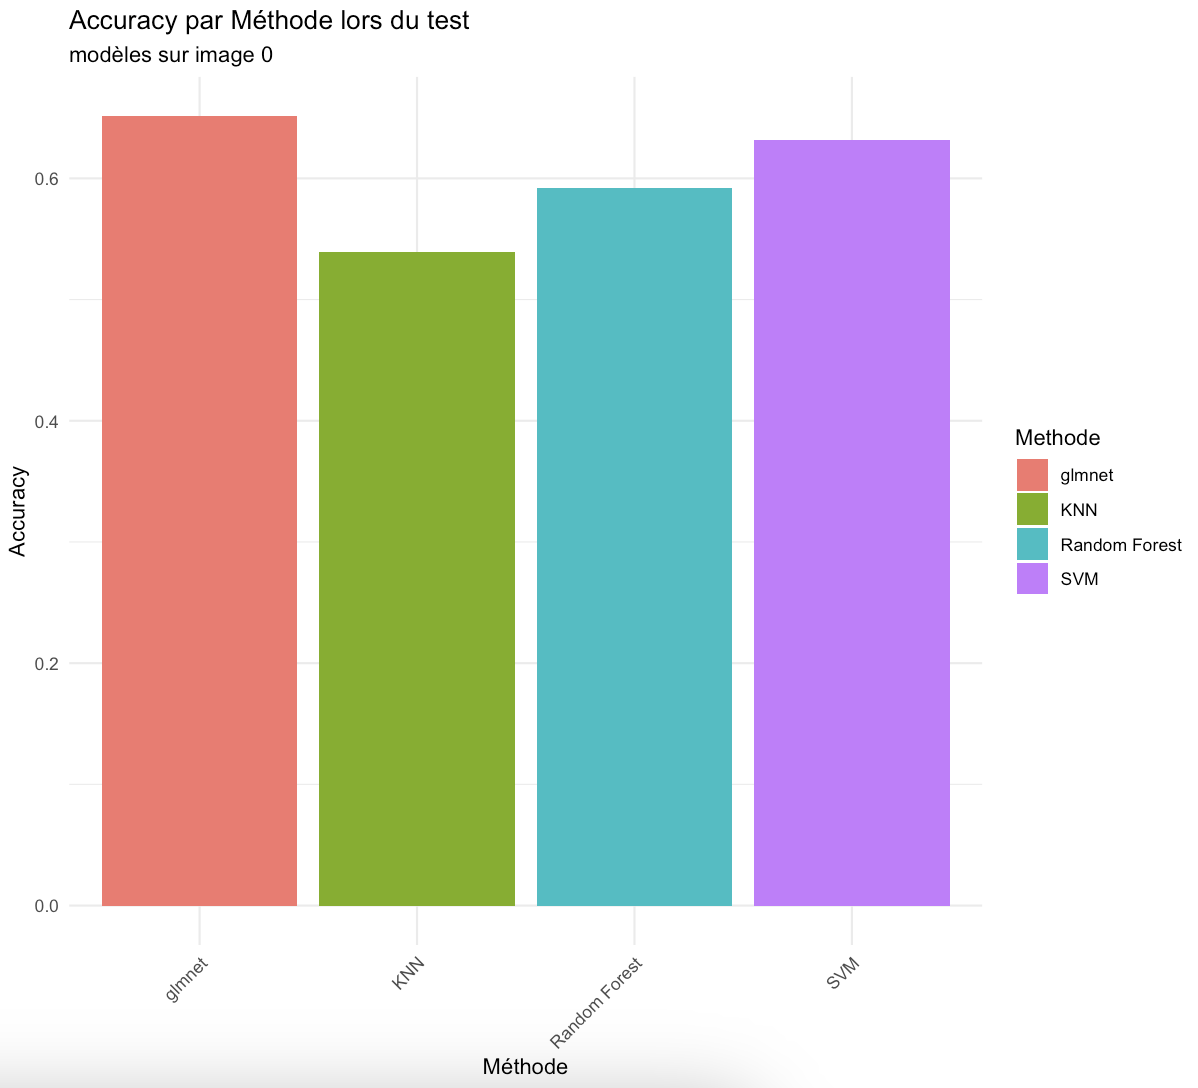 Accuracy par Méthode lors du test
modèles sur image 0
Accuracy
0.6
0.4
0.2
0.0
glmnet
KNN
Random Forest
SVM
Méthode
Methode
glmnet
KNN
Random Forest
SVM